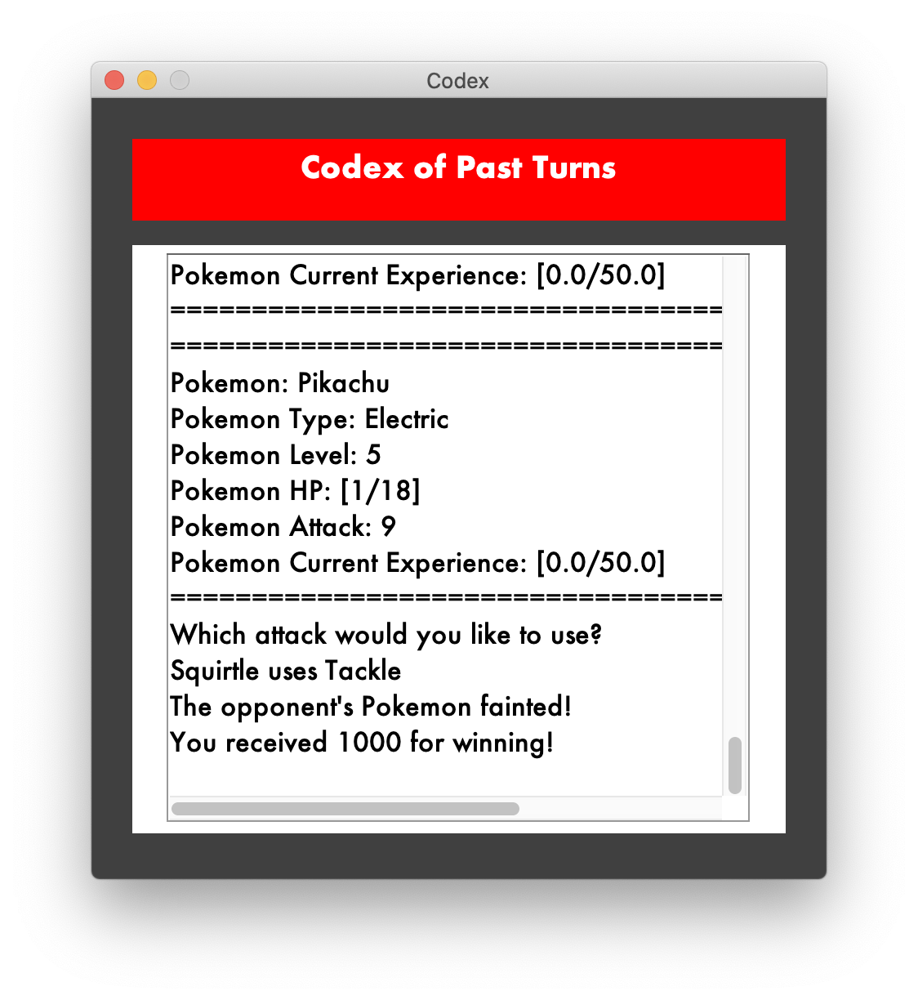 Codex
Codex of Past Turns
Pokemon Current Experience: [0.0/50.0]
==================================
==================================
Pokemon: Pikachu
Pokemon Type: Electric
Pokemon Level: 5
Pokemon HP: [1/18]
Pokemon Attack: 9
Pokemon Current Experience: [0.0/50.0]
==================================
Which attack would you like to use?
Squirtle uses Tackle
The opponent's Pokemon fainted!
You received 1000 for winning!